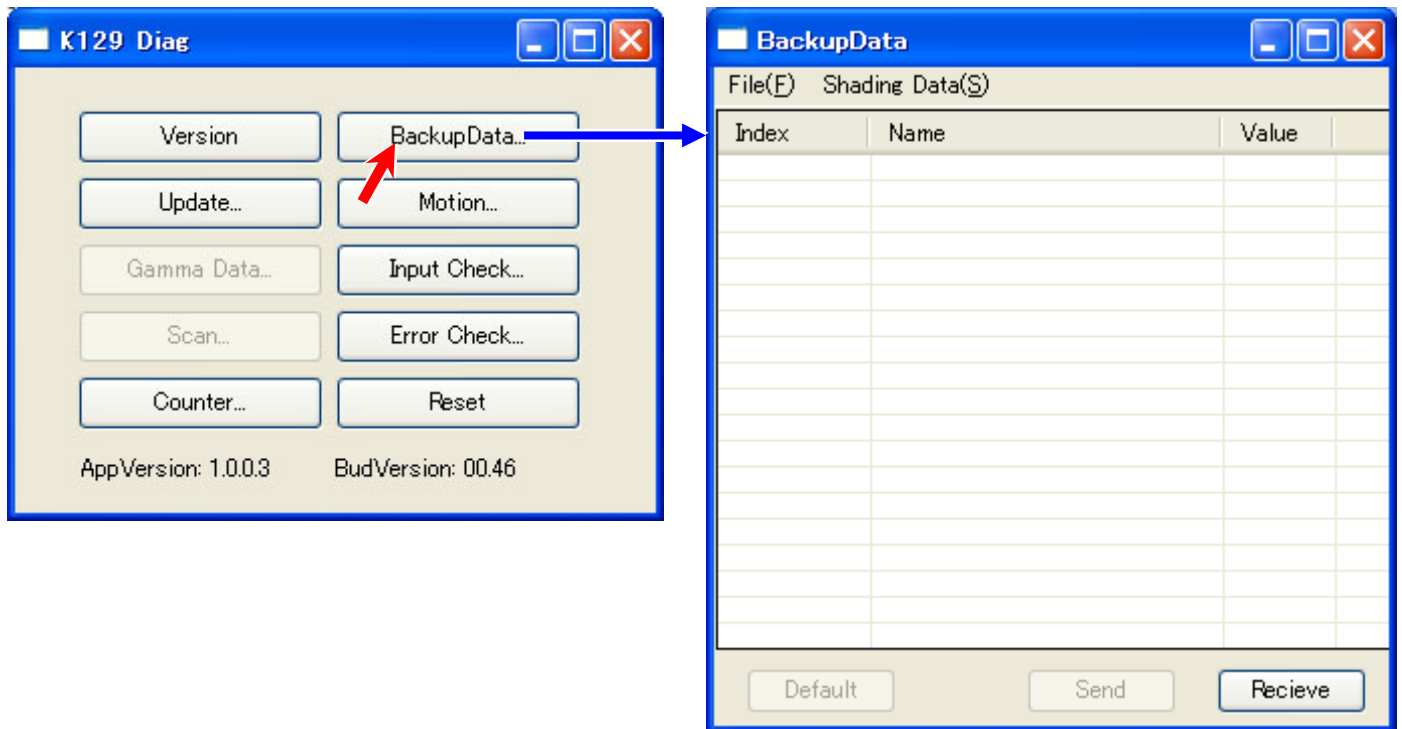 K129 Diag
Version
BackupData...
Update...
Motion...
Gamma Data...
Input Check...
Scan...
Error Check...
Counter...
Reset
AppVersion: 1.0.0.3
BudVersion: 00.46
BackupData
File(F) Shading Data(S)
Index Name Value
Default Send Recieve